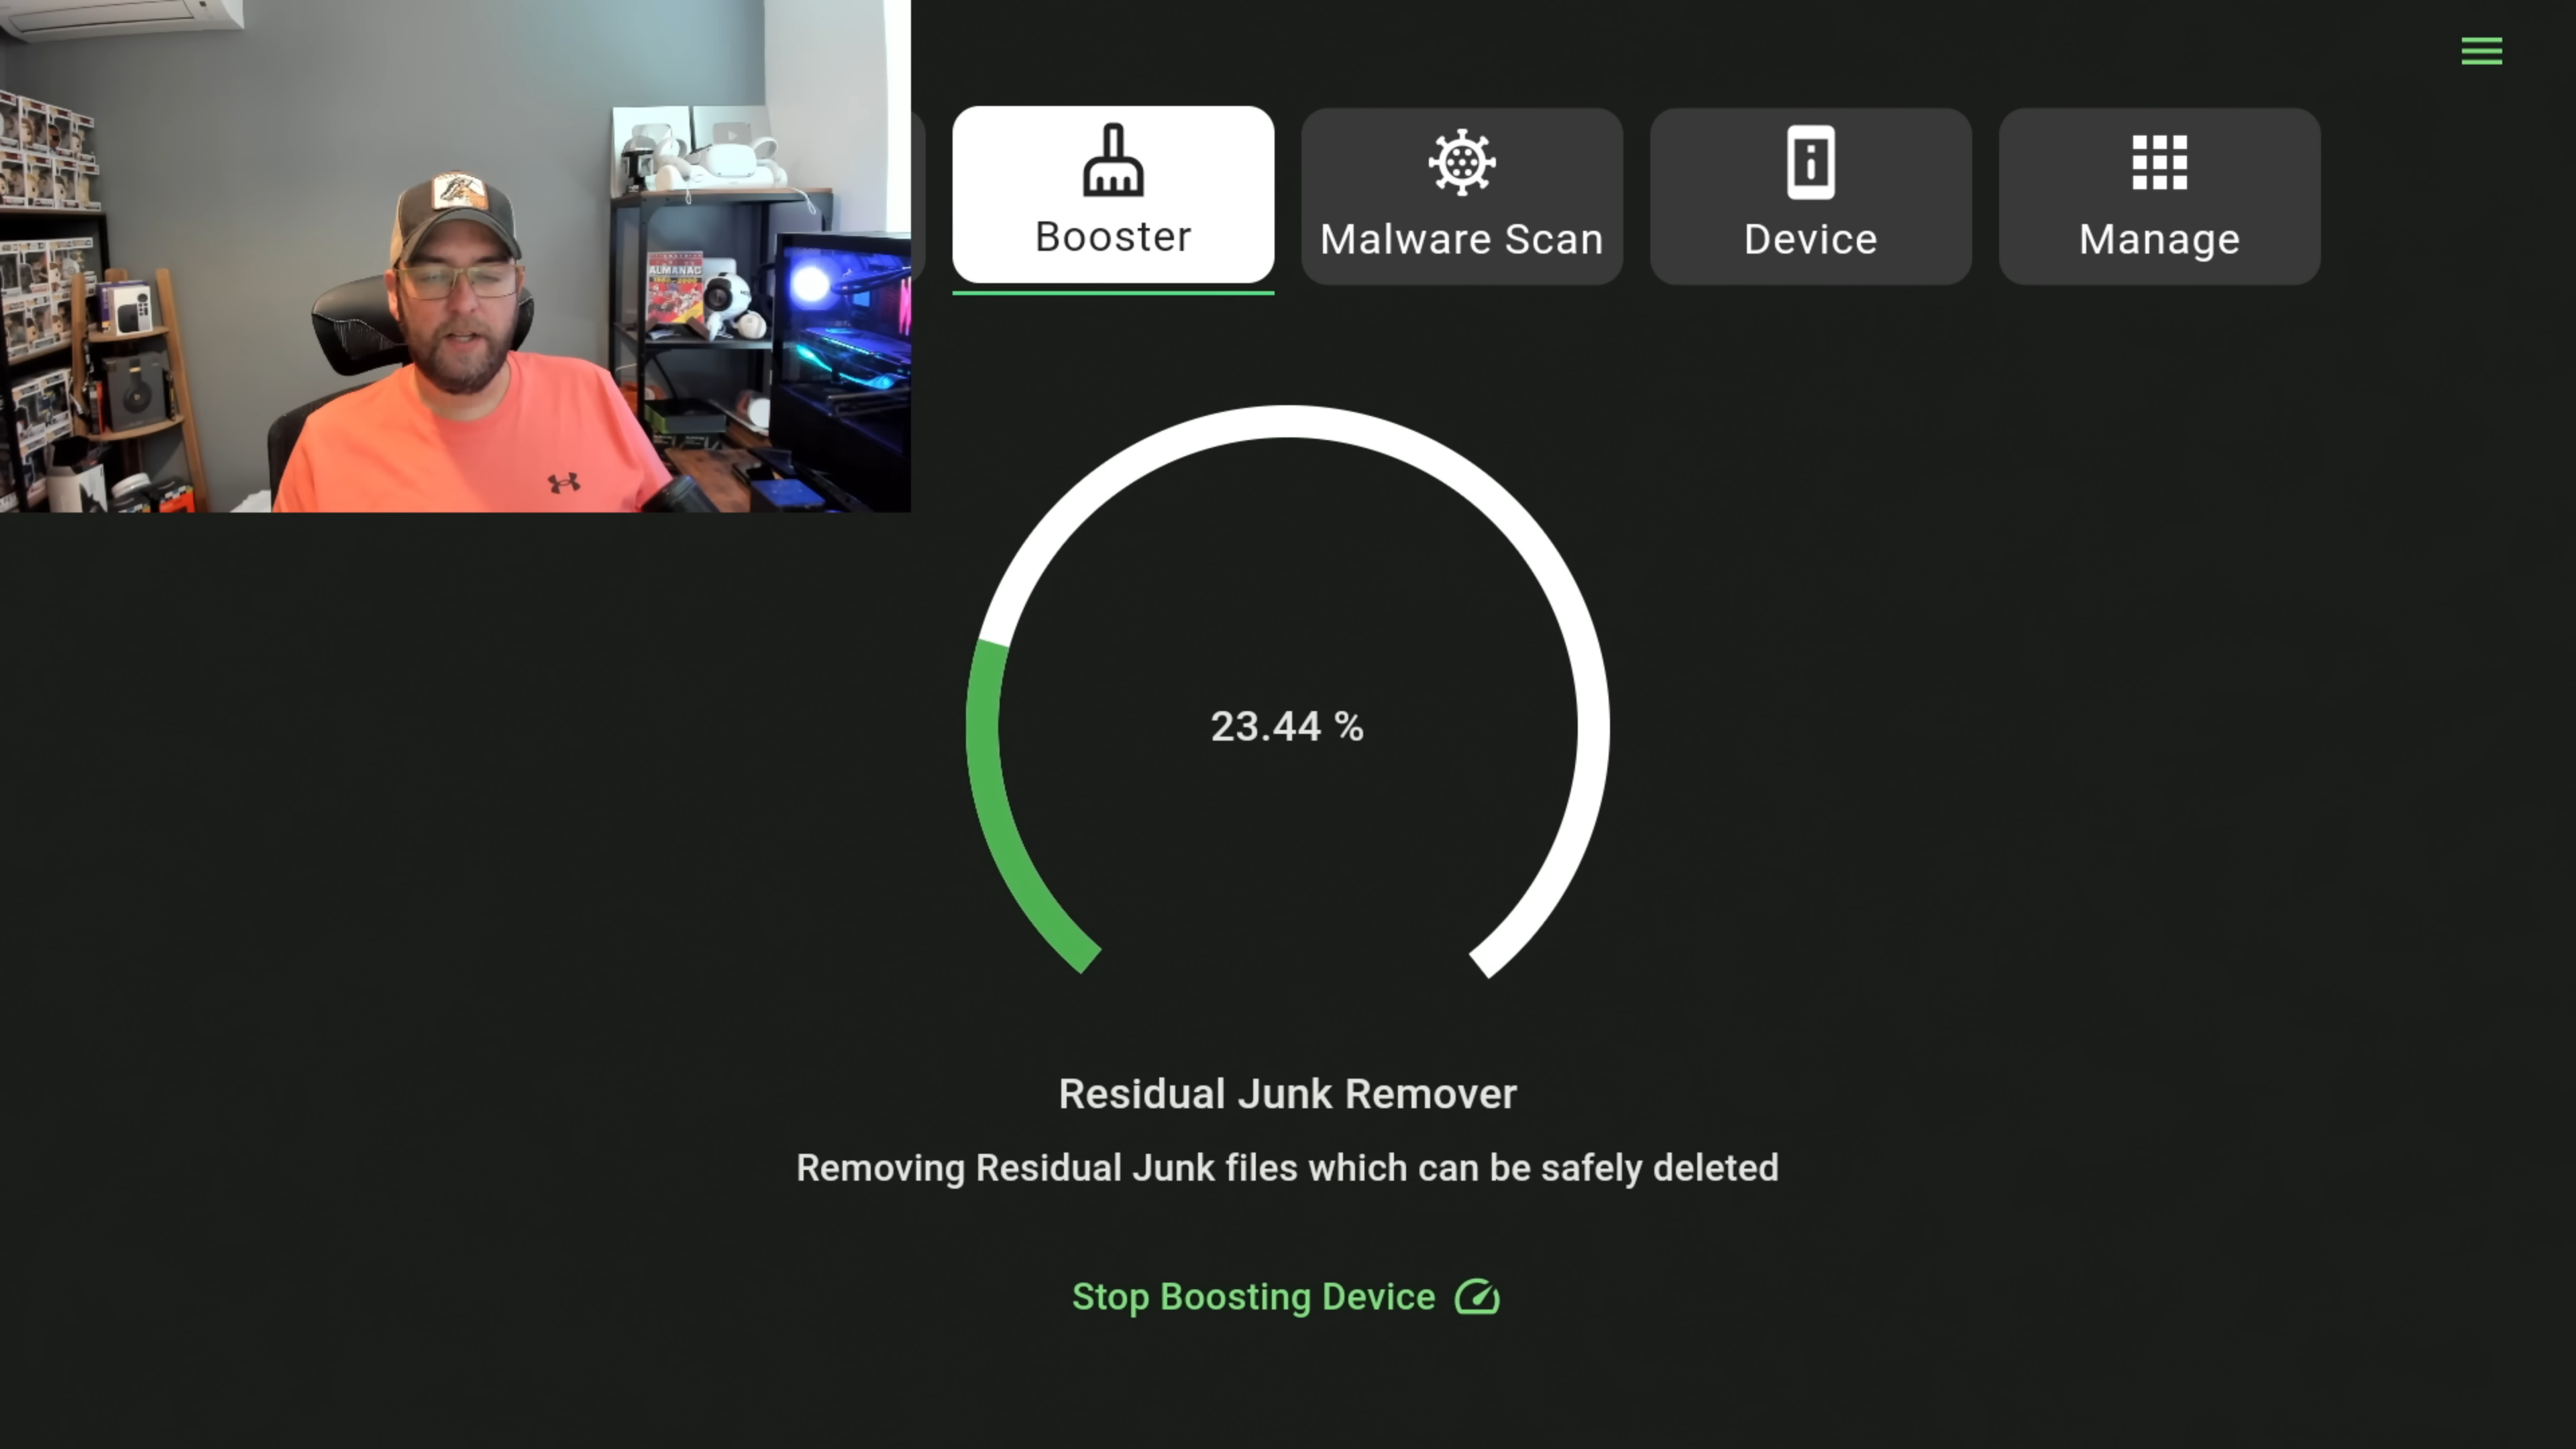 ALMANAC
Booster
Malware Scan
Device
Manage
23.44 %
Residual Junk Remover
Removing Residual Junk files which can be safely deleted
Stop Boosting Device